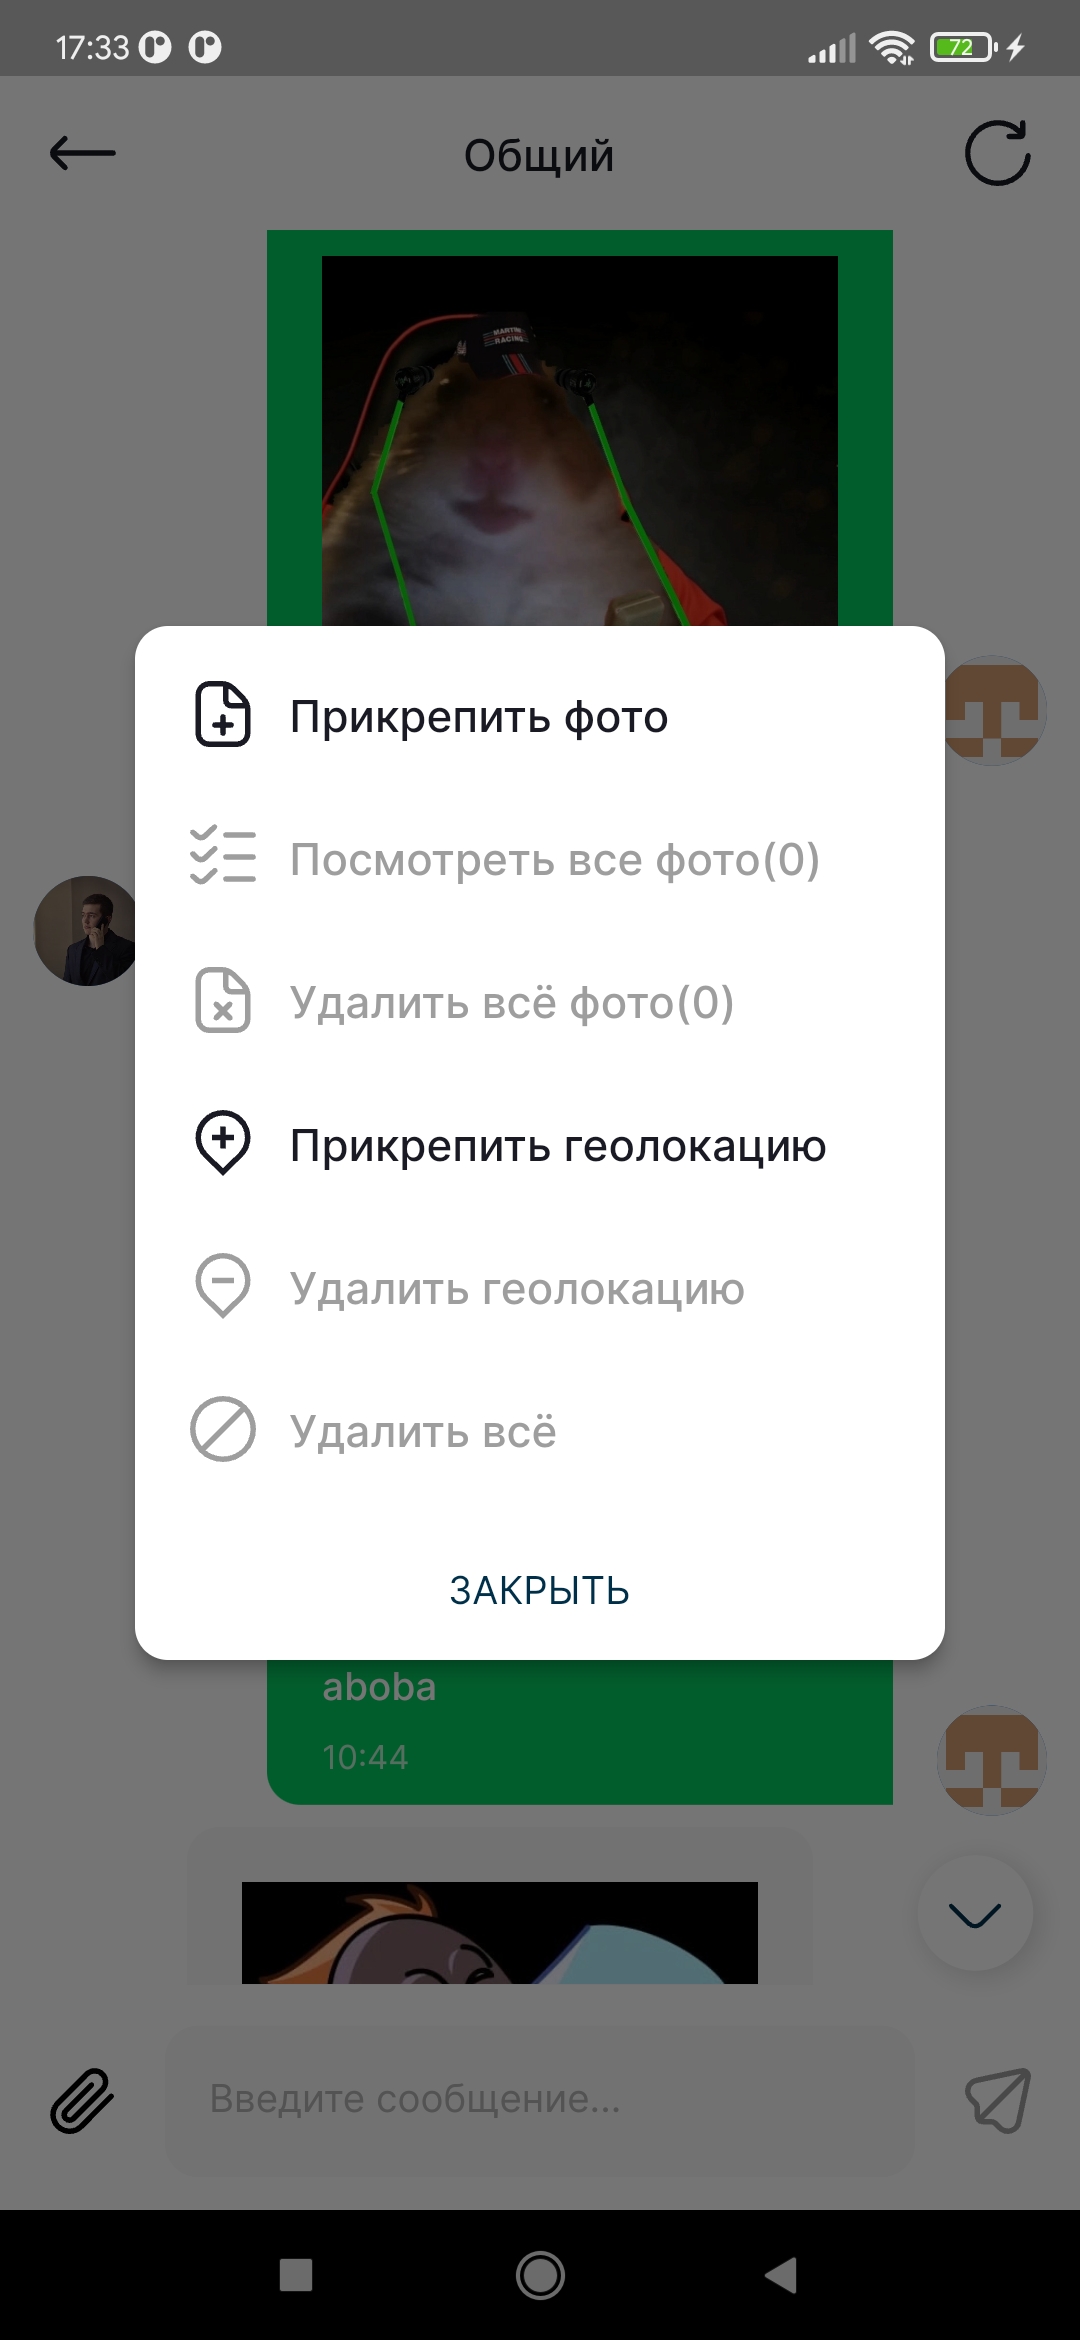 17:33
72
Общий
MARTINI
RACING
Прикрепить фото
Посмотреть все фото(0)
Удалить всё фото(0)
Прикрепить геолокацию
Удалить геолокацию
Удалить всё
ЗАКРЫТЬ
aboba
10:44
Введите сообщение...